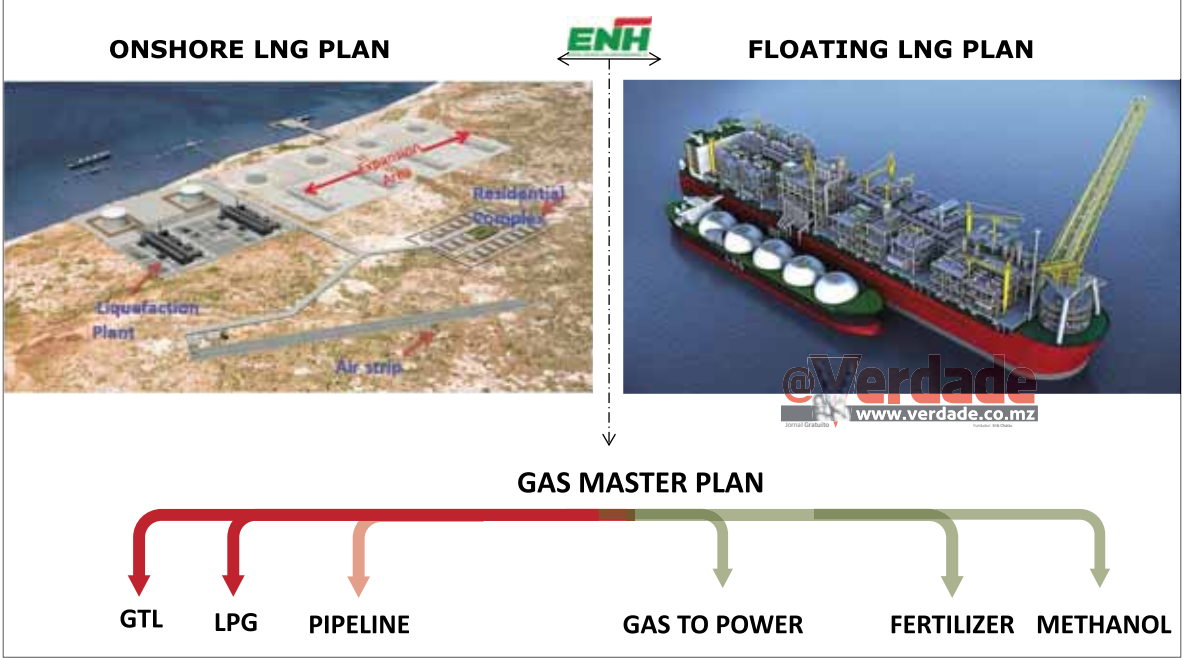 ONSHORE LNG PLAN
ENH
FLOATING LNG PLAN
Expansion
Area
Residential
Complex
Liquefaction
Plant
Air strip
@Verdade
www.verdade.co.mz
Jornal Gratuito
GAS MASTER PLAN
GTL
LPG
PIPELINE
GAS TO POWER
FERTILIZER
METHANOL